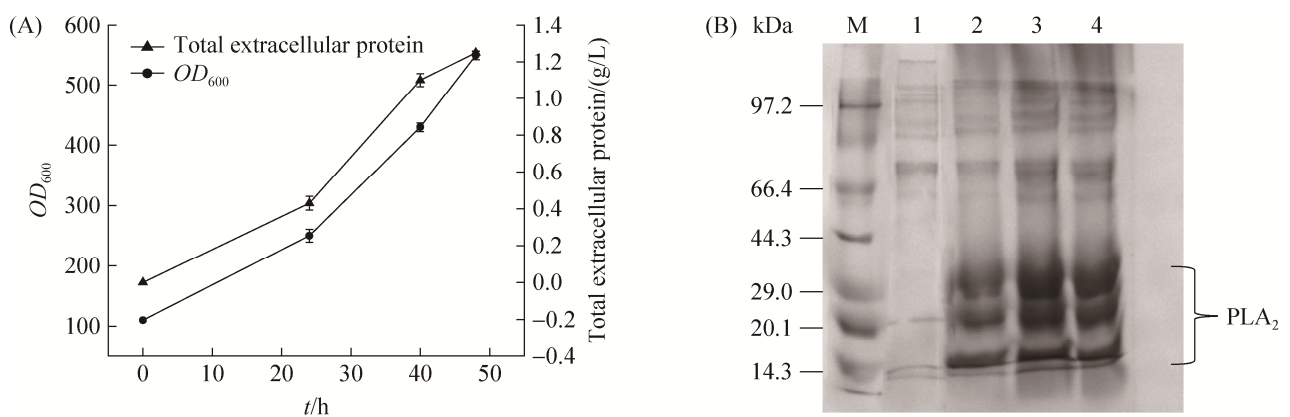 (A)
600
500
400
300
200
100
OD600
Total extracellular protein
OD600
1.4
1.2
1.0
0.8
0.6
0.4
0.2
0.0
−0.2
−0.4
Total extracellular protein/(g/L)
0 10 20 30 40 50
t/h
(B) kDa M 1 2 3 4
97.2
66.4
44.3
29.0
20.1
14.3
PLA2